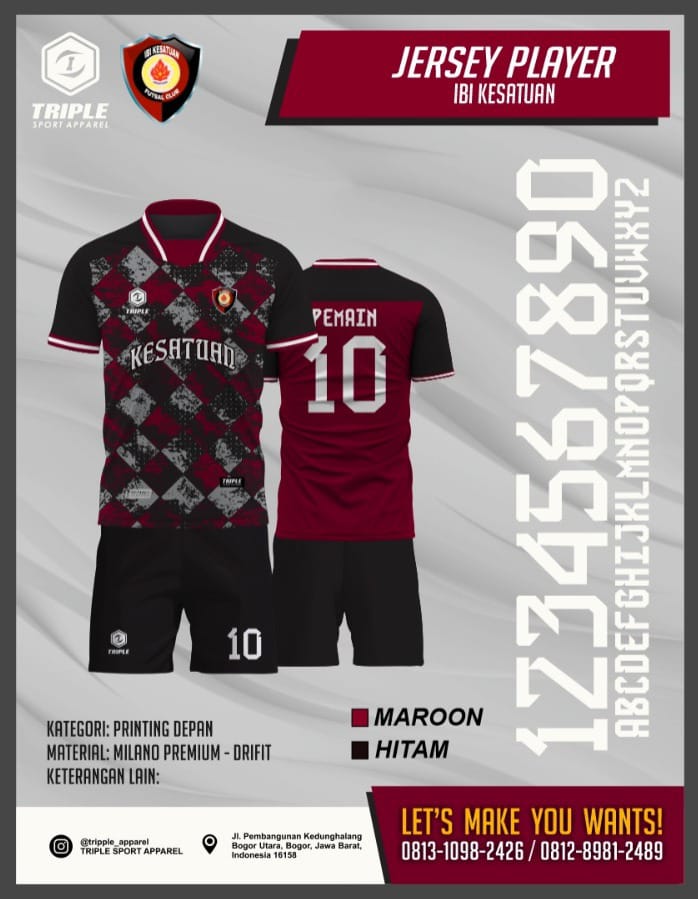 TRIPLE
SPORT APPAREL
IBI KESATUAN
FUTSAL CLUB
JERSEY PLAYER
IBI KESATUAN
TRIPLE
KESATUAN
TRIPLE
TRIPLE
10
PEMAIN
10
1234567890
ABCDEFGHIJKLMNOPQRSTUVWXYZ
KATEGORI: PRINTING DEPAN
MATERIAL: MILANO PREMIUM - DRIFIT
KETERANGAN LAIN:
MAROON
HITAM
@tripple_apparel
TRIPLE SPORT APPAREL
Jl. Pembangunan Kedunghalang
Bogor Utara, Bogor, Jawa Barat,
Indonesia 16158
LET'S MAKE YOU WANTS!
0813-1098-2426 / 0812-8981-2489